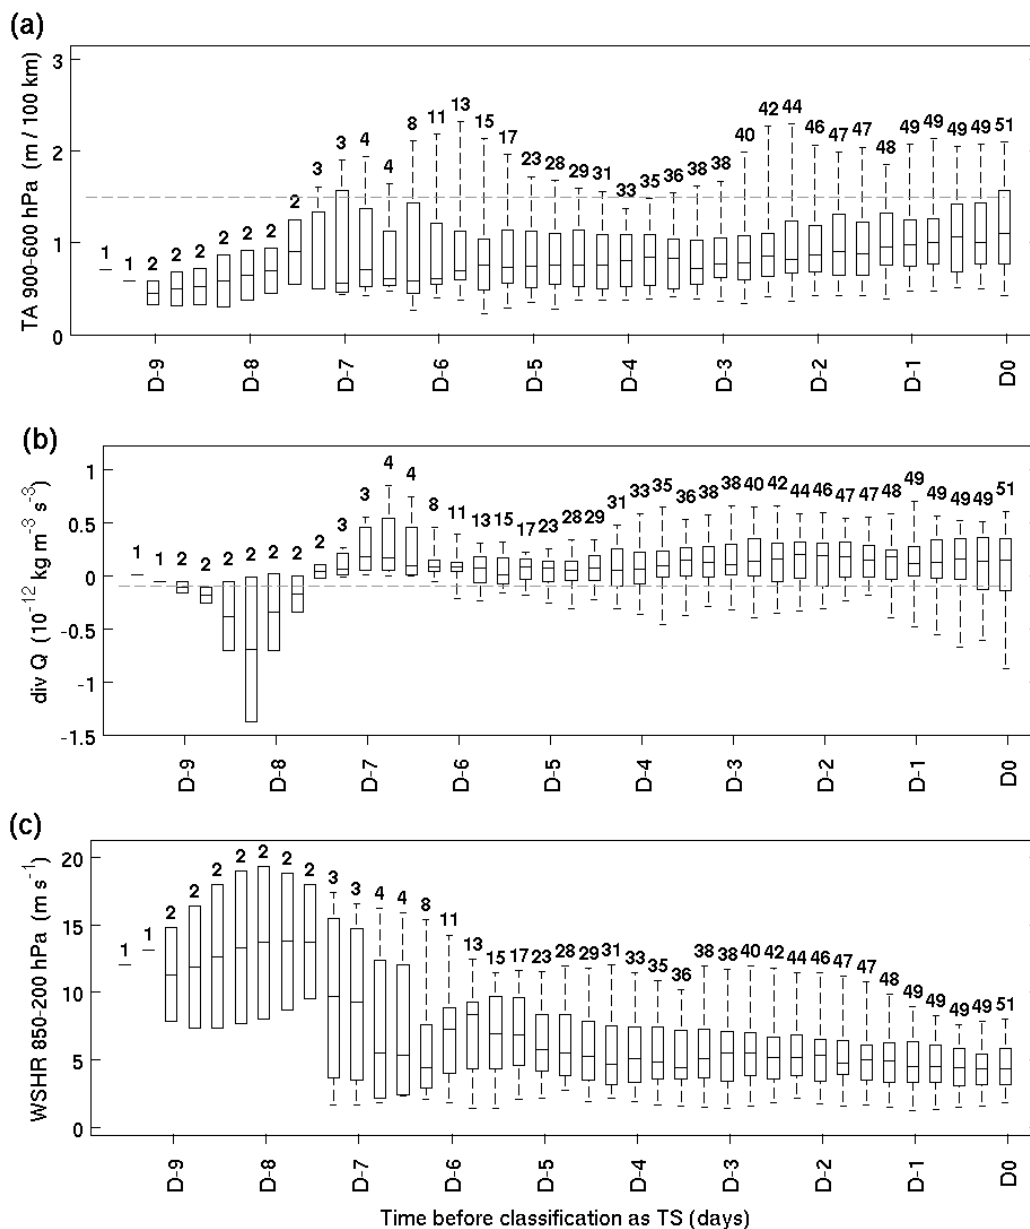 (a)
TA 900-600 hPa (m / 100 km)
3
2
1
0
1 1 2 2 2 2 2 2 2 3 3 4 4 8 11 13 15 17 23 28 29 31 33 35 36 38 38 40 42 44 46 47 47 48 49 49 49 49 51
D-9 D-8 D-7 D-6 D-5 D-4 D-3 D-2 D-1 D0
(b)
div Q (10⁻¹² kg m⁻³ s⁻³)
1
0.5
0
-0.5
-1
-1.5
1 1 2 2 2 2 2 2 2 3 3 4 4 8 11 13 15 17 23 28 29 31 33 35 36 38 38 40 42 44 46 47 47 48 49 49 49 49 51
D-9 D-8 D-7 D-6 D-5 D-4 D-3 D-2 D-1 D0
(c)
WSHR 850-200 hPa (m s⁻¹)
20
15
10
5
0
1 1 2 2 2 2 2 2 2 3 3 4 4 8 11 13 15 17 23 28 29 31 33 35 36 38 38 40 42 44 46 47 47 48 49 49 49 49 51
D-9 D-8 D-7 D-6 D-5 D-4 D-3 D-2 D-1 D0
Time before classification as TS (days)